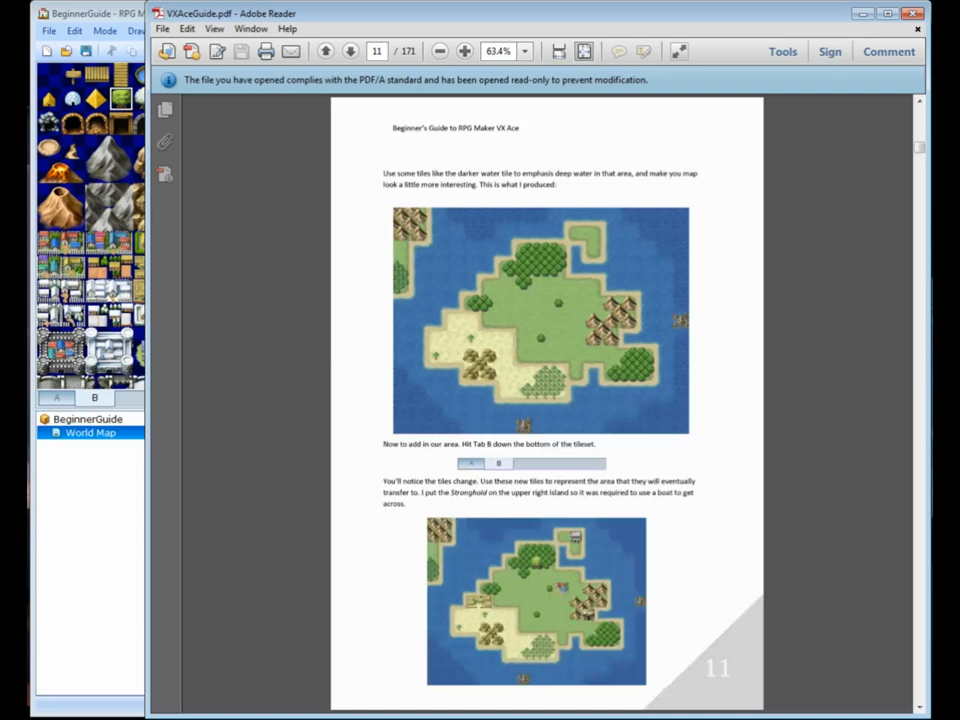 BeginnerGuide - RPG M
File Edit Mode Dra
A B
BeginnerGuide
World Map
VXAceGuide.pdf - Adobe Reader
File Edit View Window Help
11 / 171 63.4% Tools Sign Comment
The file you have opened complies with the PDF/A standard and has been opened read-only to prevent modification.
Beginner's Guide to RPG Maker VX Ace
Use some tiles like the darker water tile to emphasis deep water in that area, and make you map
look a little more interesting. This is what I produced:
Now to add in our area. Hit Tab B down the bottom of the tileset.
A B
You'll notice the tiles change. Use these new tiles to represent the area that they will eventually
transfer to. I put the Stronghold on the upper right island so it was required to use a boat to get
across.
11